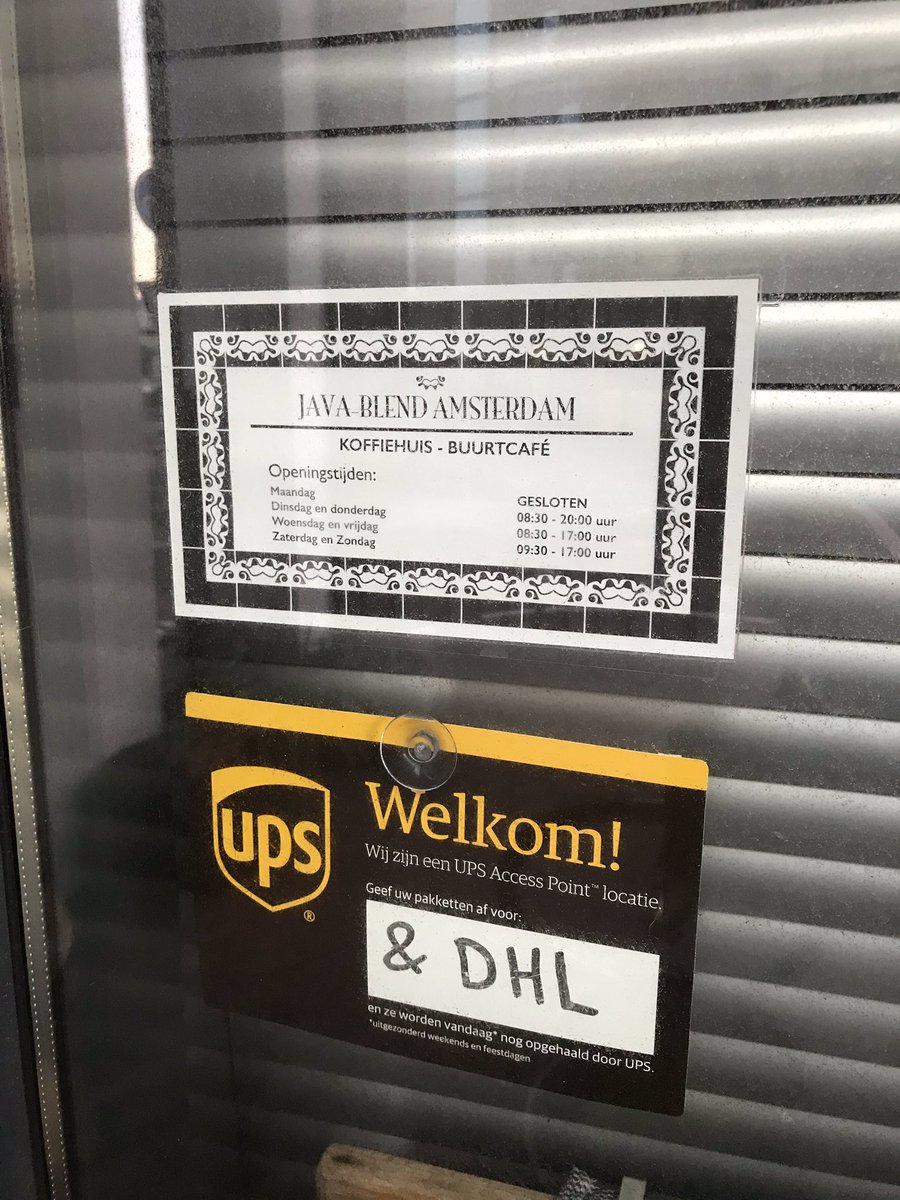 JAVA-BLEND AMSTERDAM
KOFFIEHUIS - BUURTCAFÉ
Openingstijden:
Maandag GESLOTEN
Dinsdag en donderdag 08:30 - 20:00 uur
Woensdag en vrijdag 08:30 - 17:00 uur
Zaterdag en Zondag 09:30 - 17:00 uur
ups
®
Welkom!
Wij zijn een UPS Access Point™ locatie.
Geef uw pakketten af voor:
& DHL
en ze worden vandaag* nog opgehaald door UPS.
*uitgezonderd weekends en feestdagen